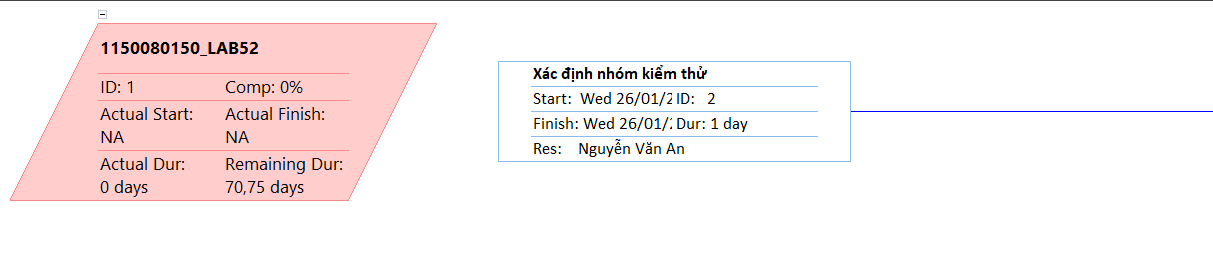 1150080150_LAB52
ID: 1 Comp: 0%
Actual Start: Actual Finish:
NA NA
Actual Dur: Remaining Dur:
0 days 70,75 days
Xác định nhóm kiểm thử
Start: Wed 26/01/2 ID: 2
Finish: Wed 26/01/ Dur: 1 day
Res: Nguyễn Văn An